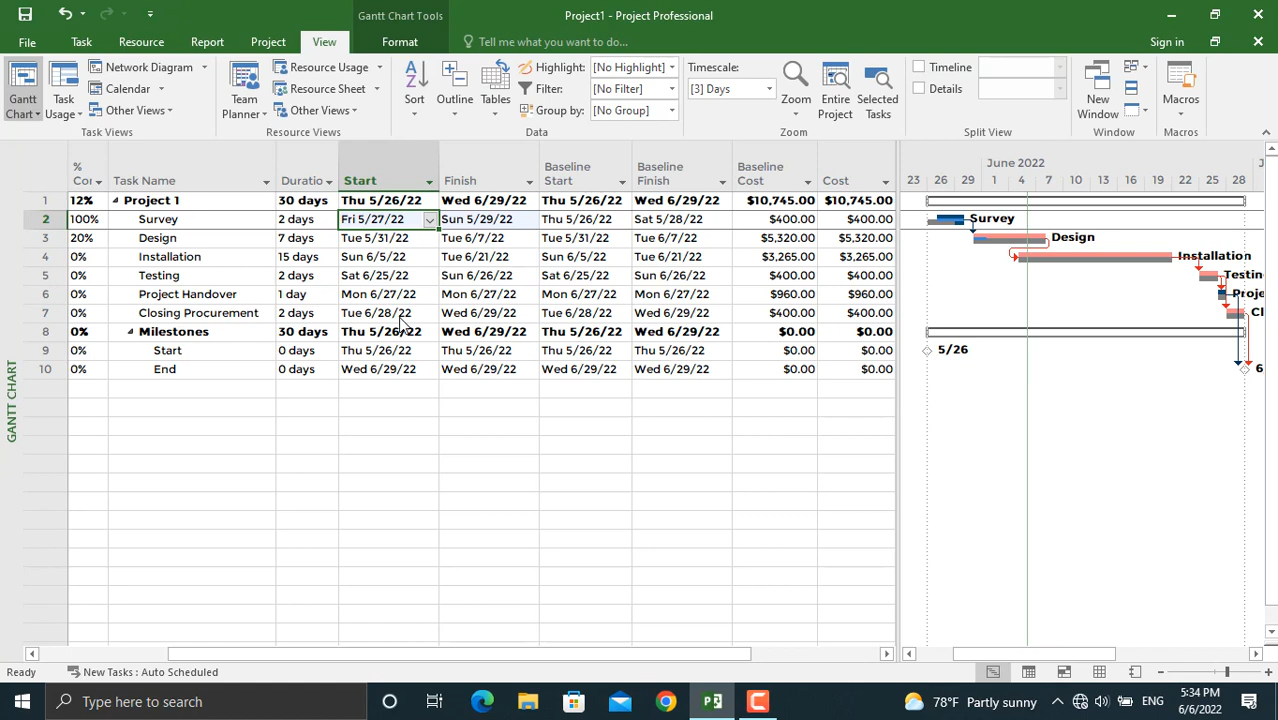 Gantt Chart Tools
Project1 - Project Professional
File Task Resource Report Project View Format Tell me what you want to do... Sign in
Gantt Chart
Task Usage
Network Diagram
Calendar
Other Views
Task Views
Team Planner
Resource Usage
Resource Sheet
Other Views
Resource Views
Sort
Outline
Tables
Highlight: [No Highlight]
Filter: [No Filter]
Group by: [No Group]
Data
Timescale:
[3] Days
Zoom
Entire Project
Selected Tasks
Zoom
Timeline
Details
Split View
New Window
Window
Macros
Macros
% Cor Task Name Duratio Start Finish Baseline Start Baseline Finish Baseline Cost Cost
June 2022
23 26 29 1 4 7 10 13 16 19 22 25 28
1 12% Project 1 30 days Thu 5/26/22 Wed 6/29/22 Thu 5/26/22 Wed 6/29/22 $10,745.00 $10,745.00
2 100% Survey 2 days Fri 5/27/22 Sun 5/29/22 Thu 5/26/22 Sat 5/28/22 $400.00 $400.00 Survey
3 20% Design 7 days Tue 5/31/22 Tue 6/7/22 Tue 5/31/22 Tue 6/7/22 $5,320.00 $5,320.00 Design
4 0% Installation 15 days Sun 6/5/22 Tue 6/21/22 Sun 6/5/22 Tue 6/21/22 $3,265.00 $3,265.00 Installation
5 0% Testing 2 days Sat 6/25/22 Sun 6/26/22 Sat 6/25/22 Sun 6/26/22 $400.00 $400.00 Testin
6 0% Project Handover 1 day Mon 6/27/22 Mon 6/27/22 Mon 6/27/22 Mon 6/27/22 $960.00 $960.00 Proje
7 0% Closing Procurement 2 days Tue 6/28/22 Wed 6/29/22 Tue 6/28/22 Wed 6/29/22 $400.00 $400.00 Cl
8 0% Milestones 30 days Thu 5/26/22 Wed 6/29/22 Thu 5/26/22 Wed 6/29/22 $0.00 $0.00
9 0% Start 0 days Thu 5/26/22 Thu 5/26/22 Thu 5/26/22 Thu 5/26/22 $0.00 $0.00 5/26
10 0% End 0 days Wed 6/29/22 Wed 6/29/22 Wed 6/29/22 Wed 6/29/22 $0.00 $0.00 6
GANTT CHART
Ready New Tasks : Auto Scheduled
Type here to search
78°F Partly sunny ENG 5:34 PM
6/6/2022